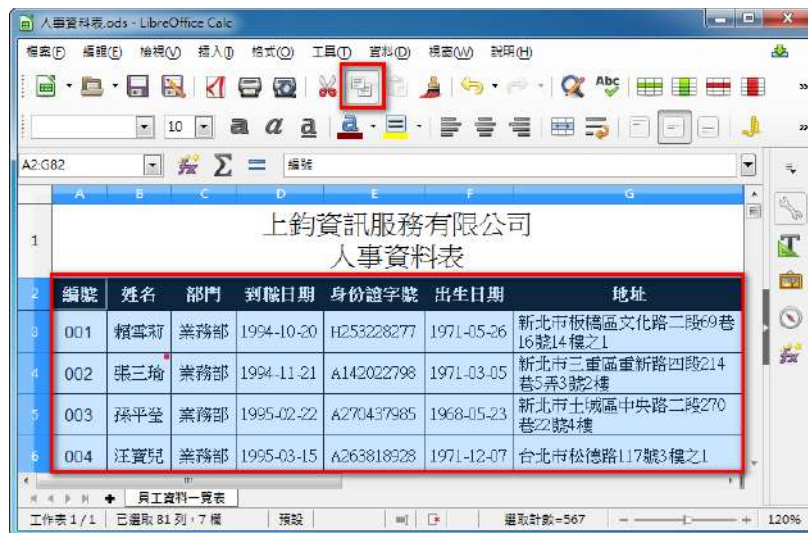 人事資料表.ods - LibreOffice Calc
檔案(F) 編輯(E) 檢視(V) 插入(I) 格式(O) 工具(T) 資料(D) 視窗(W) 說明(H)
Abc
10 a a a a
A2:G82 編號
A B C D E F G
1 上鈞資訊服務有限公司
人事資料表
2 編號 姓名 部門 到職日期 身份證字號 出生日期 地址
3 001 賴雪莉 業務部 1994-10-20 H253228277 1971-05-26 新北市板橋區文化路二段69巷
16號14樓之1
4 002 張三瑜 業務部 1994-11-21 A142022798 1971-03-05 新北市三重區重新路四段214
巷5弄3號2樓
5 003 孫平瑩 業務部 1995-02-22 A270437985 1968-05-23 新北市土城區中央路二段270
巷22號4樓
6 004 汪寶兒 業務部 1995-03-15 A263818928 1971-12-07 台北市松德路117號3樓之1
員工資料一覽表
工作表 1 / 1 已選取 81 列，7 欄 預設 選取計數=567 120%